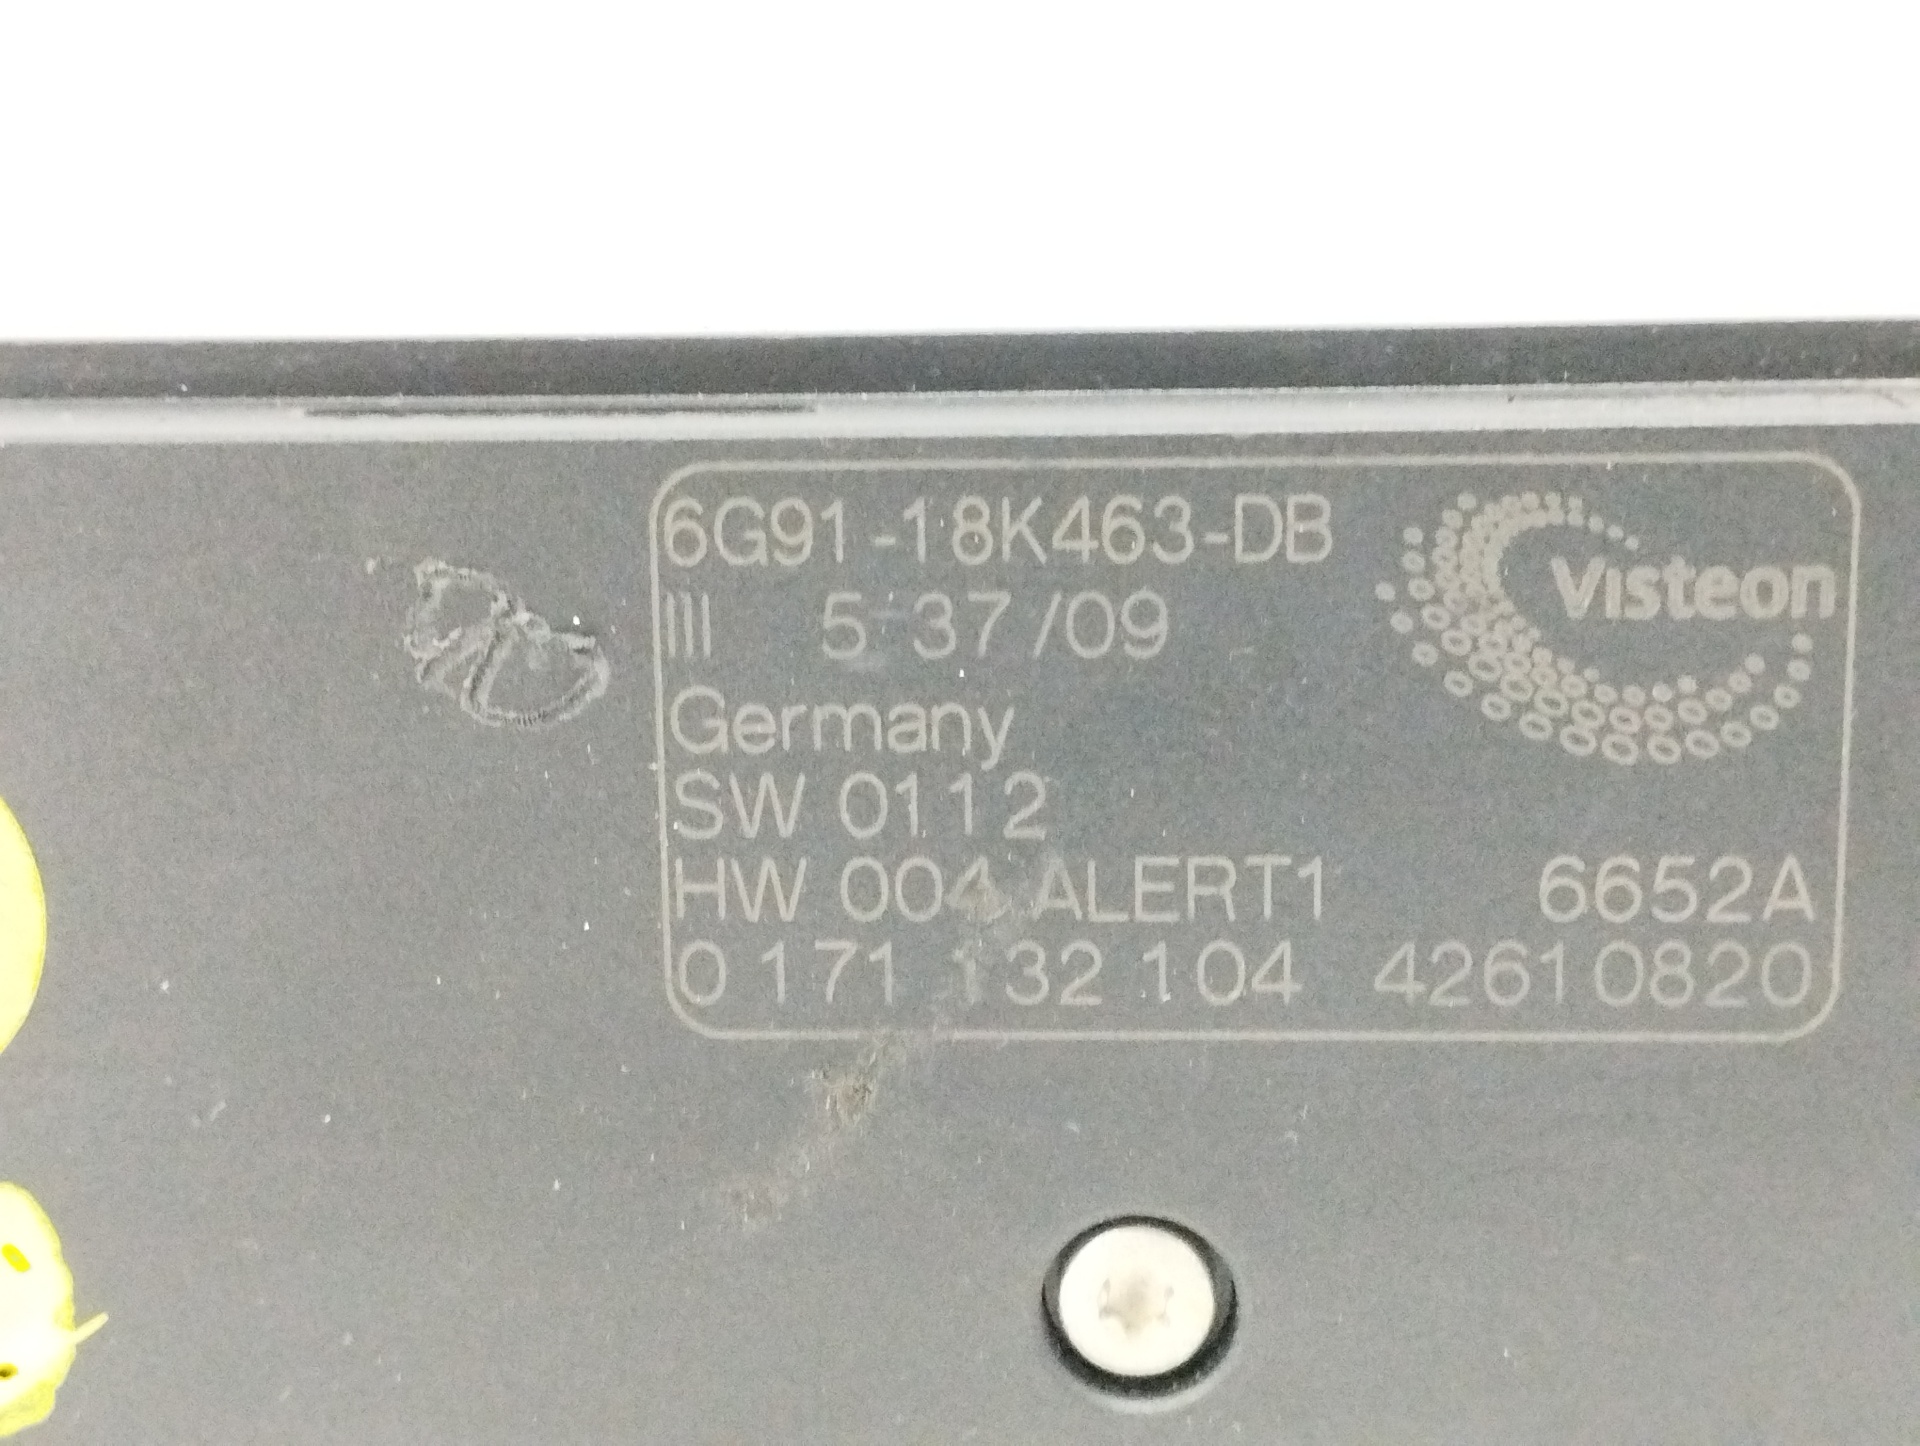 6G91-18K463-DB
Visteon
III 5 37/09
Germany
SW 0112
HW 004 ALERT1 6652A
0 171 132 104 42610820